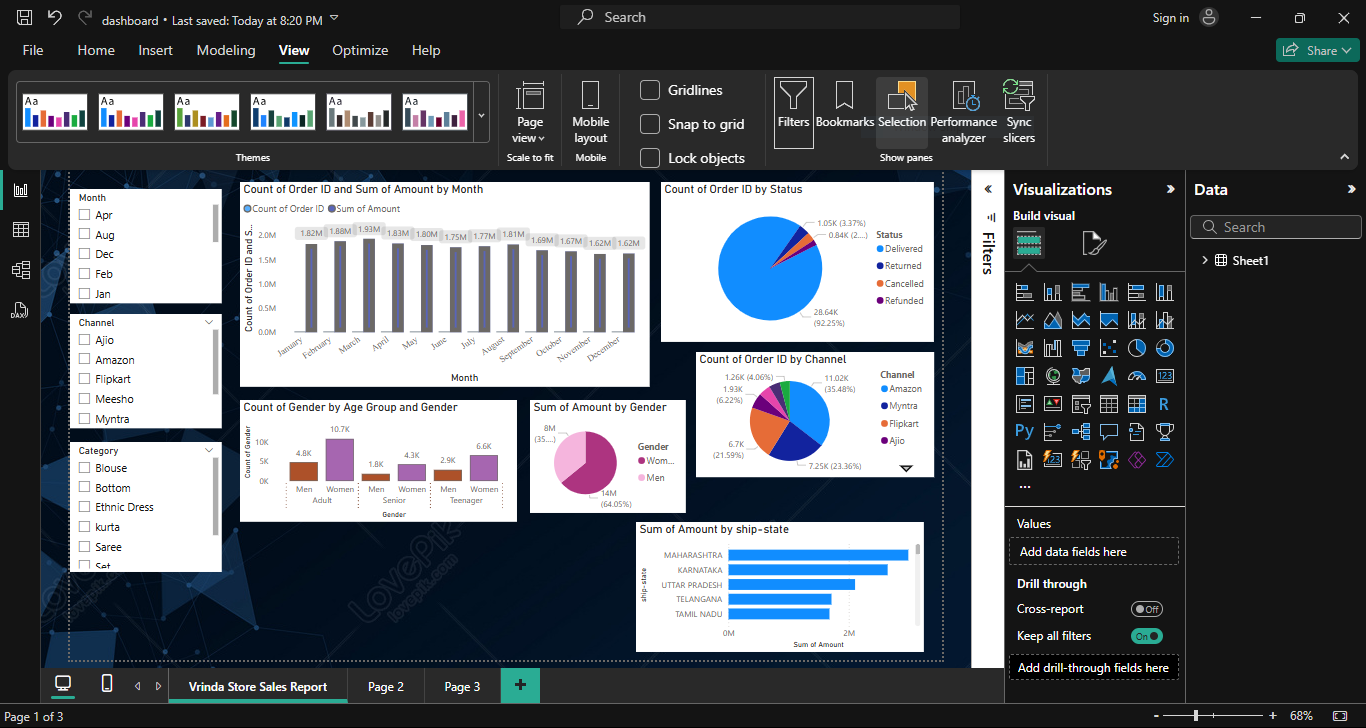 dashboard • Last saved: Today at 8:20 PM
Search
Sign in
File
Home
Insert
Modeling
View
Optimize
Help
Share
Aa
Aa
Aa
Aa
Aa
Aa
Themes
Page view
Scale to fit
Mobile layout
Mobile
Gridlines
Snap to grid
Lock objects
Filters
Bookmarks
Selection
Performance analyzer
Sync slicers
Show panes
Month
Apr
Aug
Dec
Feb
Jan
Channel
Ajio
Amazon
Flipkart
Meesho
Myntra
Category
Blouse
Bottom
Ethnic Dress
kurta
Saree
Set
Count of Order ID and Sum of Amount by Month
Count of Order ID
Sum of Amount
Count of Order ID and S...
2.0M
1.5M
1.0M
0.5M
0.0M
1.82M
1.88M
1.93M
1.83M
1.80M
1.75M
1.77M
1.81M
1.69M
1.67M
1.62M
1.62M
January
February
March
April
May
June
July
August
September
October
November
December
Month
Count of Order ID by Status
1.05K (3.37%)
0.84K (2....)
28.64K
(92.25%)
Status
Delivered
Returned
Cancelled
Refunded
Count of Order ID by Channel
1.26K (4.06%)
1.93K
(6.22%)
6.7K
(21.59%)
11.02K
(35.48%)
7.25K (23.36%)
Channel
Amazon
Myntra
Flipkart
Ajio
Count of Gender by Age Group and Gender
Count of Gender
10K
5K
0K
4.8K
10.7K
1.8K
4.3K
2.9K
6.6K
Men
Women
Men
Women
Men
Women
Adult
Senior
Teenager
Gender
Sum of Amount by Gender
8M
(35....)
14M
(64.05%)
Gender
Wom...
Men
Sum of Amount by ship-state
ship-state
MAHARASHTRA
KARNATAKA
UTTAR PRADESH
TELANGANA
TAMIL NADU
0M
2M
Sum of Amount
LovePik
lovepik.com
LovePik
lovepik.com
Filters
Visualizations
Build visual
R
Py
123
...
Values
Add data fields here
Drill through
Cross-report
Off
Keep all filters
On
Add drill-through fields here
Data
Search
Sheet1
DAX
Vrinda Store Sales Report
Page 2
Page 3
+
Page 1 of 3
-
+
68%